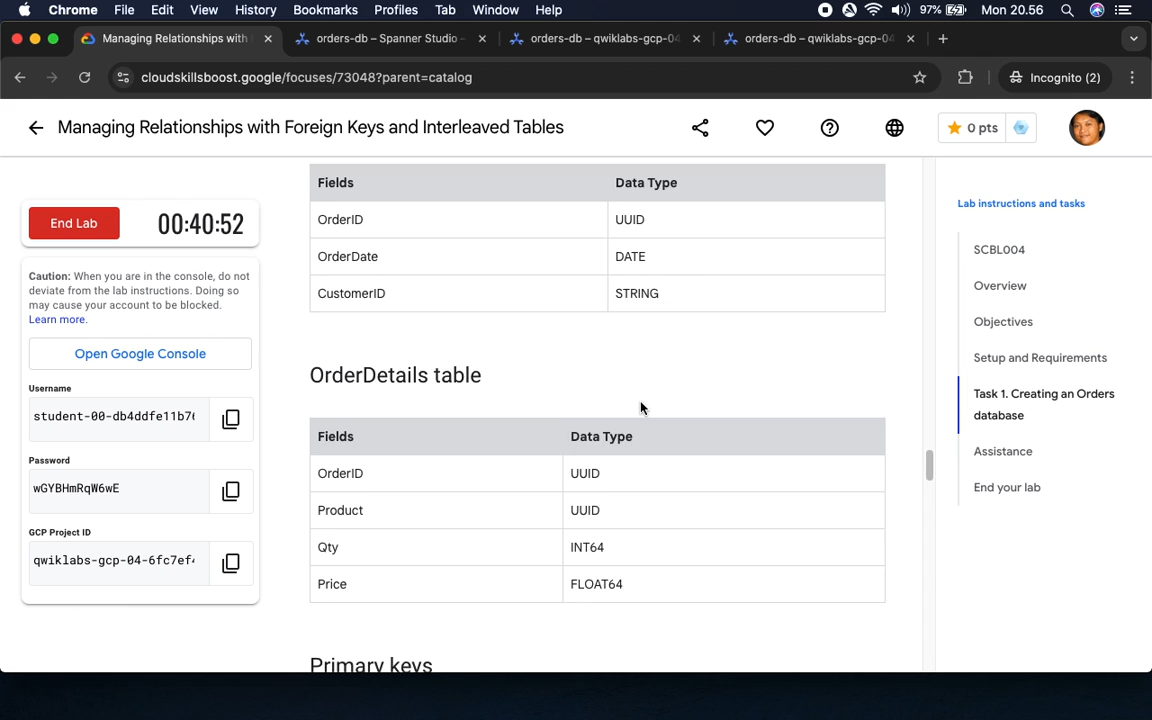 Chrome File Edit View History Bookmarks Profiles Tab Window Help 97% Mon 20.56
Managing Relationships with orders-db – Spanner Studio orders-db – qwiklabs-gcp-04 orders-db – qwiklabs-gcp-04
cloudskillsboost.google/focuses/73048?parent=catalog Incognito (2)
Managing Relationships with Foreign Keys and Interleaved Tables 0 pts
End Lab 00:40:52
Caution: When you are in the console, do not
deviate from the lab instructions. Doing so
may cause your account to be blocked.
Learn more.
Open Google Console
Username
student-00-db4ddfe11b7
Password
wGYBHmRqW6wE
GCP Project ID
qwiklabs-gcp-04-6fc7ef
Fields Data Type
OrderID UUID
OrderDate DATE
CustomerID STRING
OrderDetails table
Fields Data Type
OrderID UUID
Product UUID
Qty INT64
Price FLOAT64
Primary keys
Lab instructions and tasks
SCBL004
Overview
Objectives
Setup and Requirements
Task 1. Creating an Orders
database
Assistance
End your lab